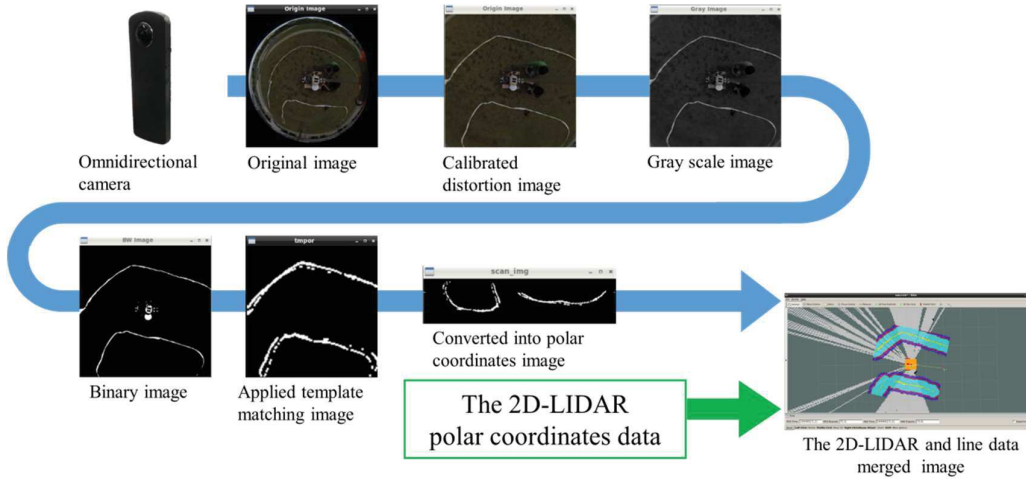 Origin Image
Origin Image
Gray Image
Omnidirectional
camera
Original image
Calibrated
distortion image
Gray scale image
BW Image
tmpor
scan_img
Binary image
Applied template
matching image
Converted into polar
coordinates image
The 2D-LIDAR
polar coordinates data
The 2D-LIDAR and line data
merged image